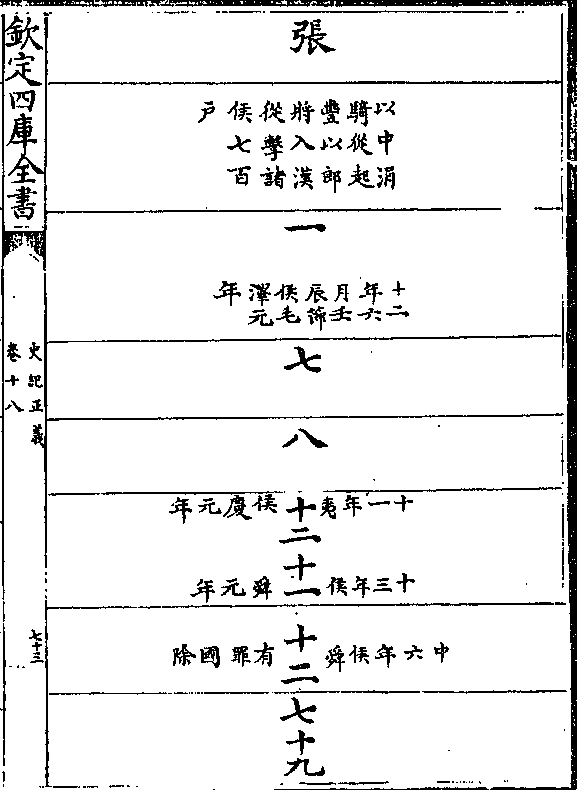 張
以中涓
騎從起
豐以郎
將入漢
從擊諸
侯七百
戶
一
十二
年六
月壬
辰節
侯毛
澤元
年
七
八
十一年夷侯慶元年
十二
十三年侯舜元年
十一
中六年侯舜有罪國除
十二
七十九
欽定四庫全書
史記正義
卷十八
七十三